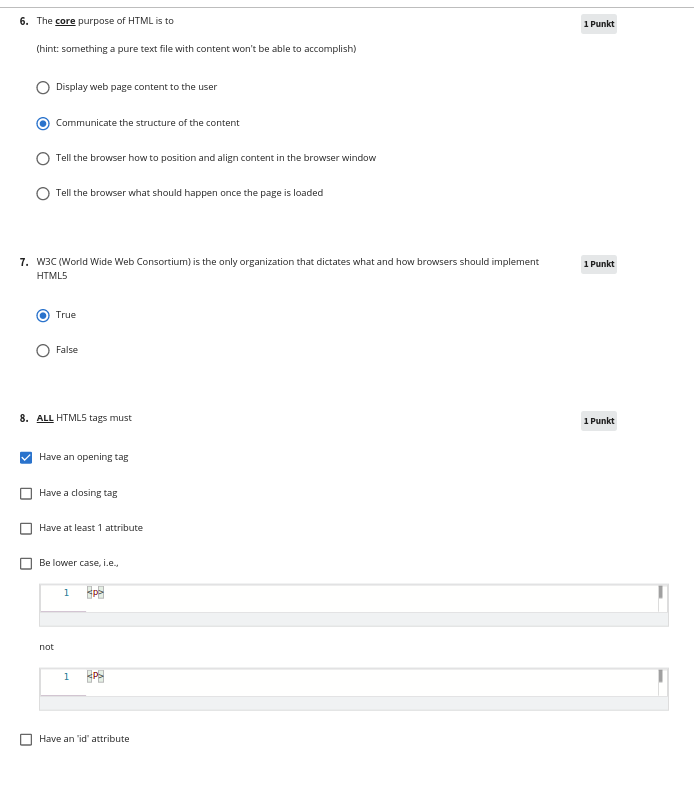 6. The core purpose of HTML is to
1 Punkt
(hint: something a pure text file with content won't be able to accomplish)
Display web page content to the user
Communicate the structure of the content
Tell the browser how to position and align content in the browser window
Tell the browser what should happen once the page is loaded
7. W3C (World Wide Web Consortium) is the only organization that dictates what and how browsers should implement
HTML5
1 Punkt
True
False
8. ALL HTML5 tags must
1 Punkt
Have an opening tag
Have a closing tag
Have at least 1 attribute
Be lower case, i.e.,
1 <p>
not
1 <P>
Have an 'id' attribute